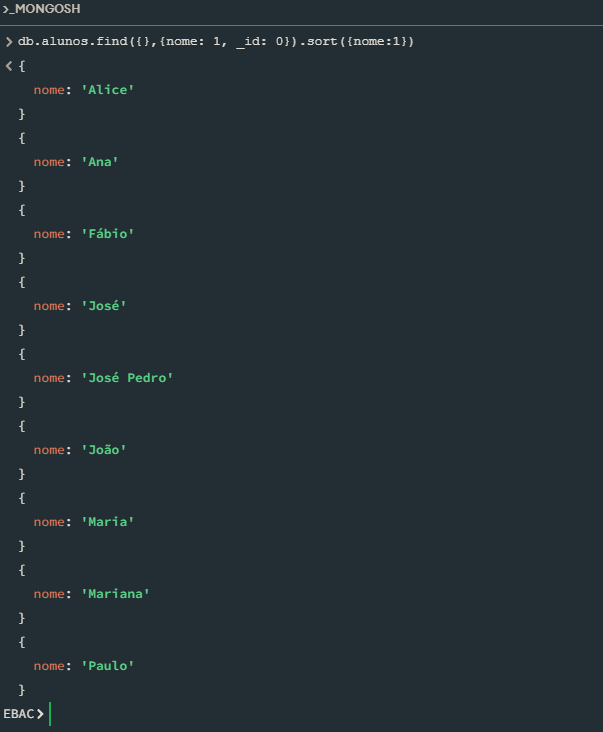 >_MONGOSH
> db.alunos.find({},{nome: 1, _id: 0}).sort({nome:1})
< {
nome: 'Alice'
}
{
nome: 'Ana'
}
{
nome: 'Fábio'
}
{
nome: 'José'
}
{
nome: 'José Pedro'
}
{
nome: 'João'
}
{
nome: 'Maria'
}
{
nome: 'Mariana'
}
{
nome: 'Paulo'
}
EBAC>